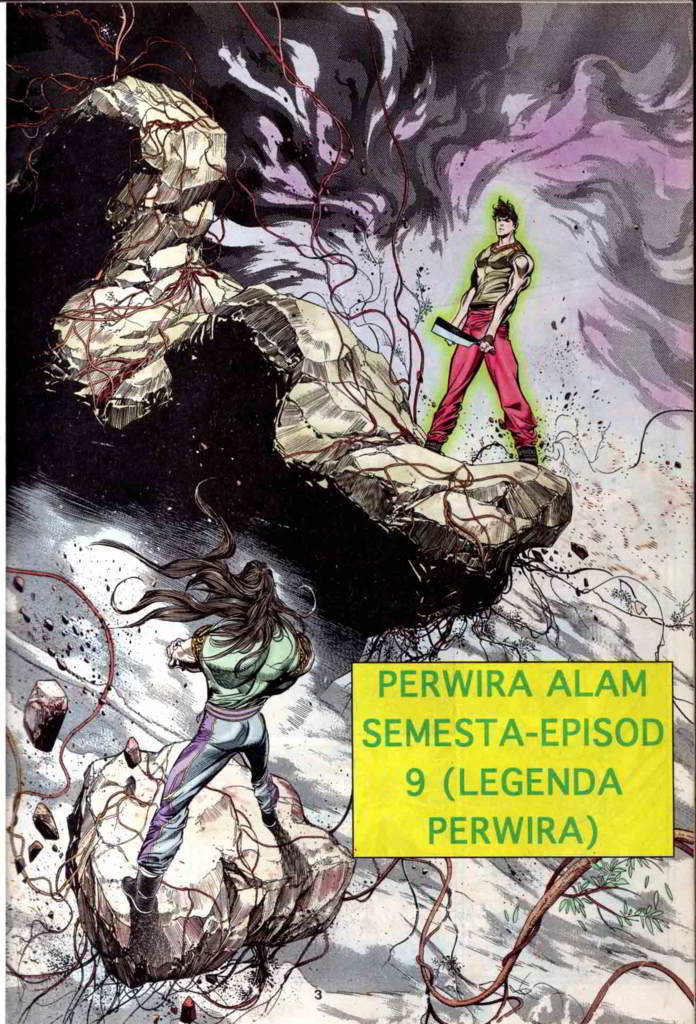 PERWIRA ALAM
SEMESTA-EPISOD
9 (LEGENDA
PERWIRA)
3